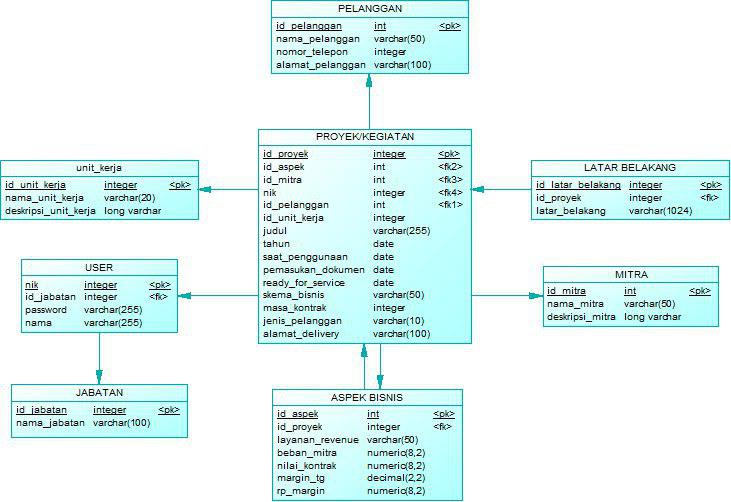 PELANGGAN
id_pelanggan int <pk>
nama_pelanggan varchar(50)
nomor_telepon integer
alamat_pelanggan varchar(100)
PROYEK/KEGIATAN
id_proyek integer <pk>
id_aspek int <fk2>
id_mitra int <fk3>
nik integer <fk4>
id_pelanggan int <fk1>
id_unit_kerja integer
judul varchar(255)
tahun date
saat_penggunaan date
pemasukan_dokumen date
ready_for_service date
skema_bisnis varchar(50)
masa_kontrak integer
jenis_pelanggan varchar(10)
alamat_delivery varchar(100)
unit_kerja
id_unit_kerja integer <pk>
nama_unit_kerja varchar(20)
deskripsi_unit_kerja long varchar
LATAR BELAKANG
id_latar_belakang integer <pk>
id_proyek integer <fk>
latar_belakang varchar(1024)
USER
nik integer <pk>
id_jabatan integer <fk>
password varchar(255)
nama varchar(255)
MITRA
id_mitra int <pk>
nama_mitra varchar(50)
deskripsi_mitra long varchar
JABATAN
id_jabatan integer <pk>
nama_jabatan varchar(100)
ASPEK BISNIS
id_aspek int <pk>
id_proyek integer <fk>
layanan_revenue varchar(50)
beban_mitra numeric(8,2)
nilai_kontrak numeric(8,2)
margin_tg decimal(2,2)
rp_margin numeric(8,2)